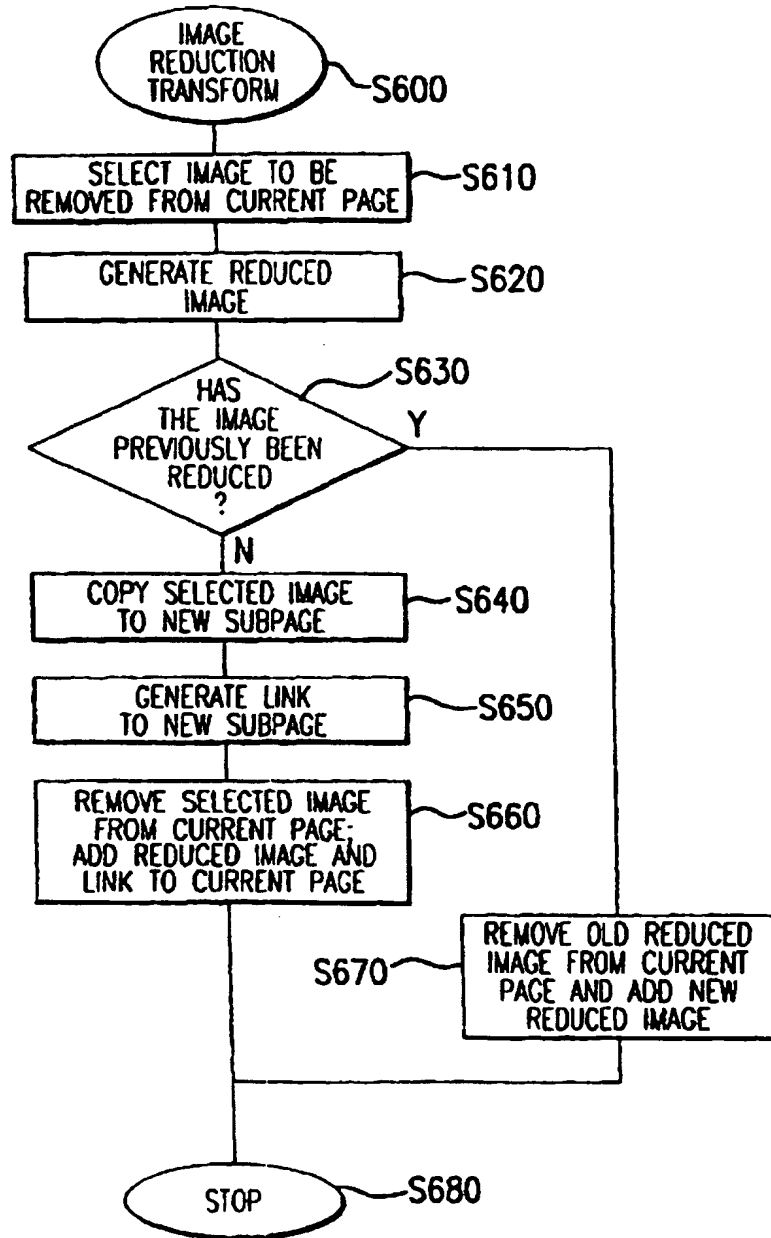 IMAGE
REDUCTION
TRANSFORM
S600
SELECT IMAGE TO BE
REMOVED FROM CURRENT PAGE
S610
GENERATE REDUCED
IMAGE
S620
HAS
THE IMAGE
PREVIOUSLY BEEN
REDUCED
?
S630
Y
N
COPY SELECTED IMAGE
TO NEW SUBPAGE
S640
GENERATE LINK
TO NEW SUBPAGE
S650
REMOVE SELECTED IMAGE
FROM CURRENT PAGE;
ADD REDUCED IMAGE AND
LINK TO CURRENT PAGE
S660
REMOVE OLD REDUCED
IMAGE FROM CURRENT
PAGE AND ADD NEW
REDUCED IMAGE
S670
STOP
S680